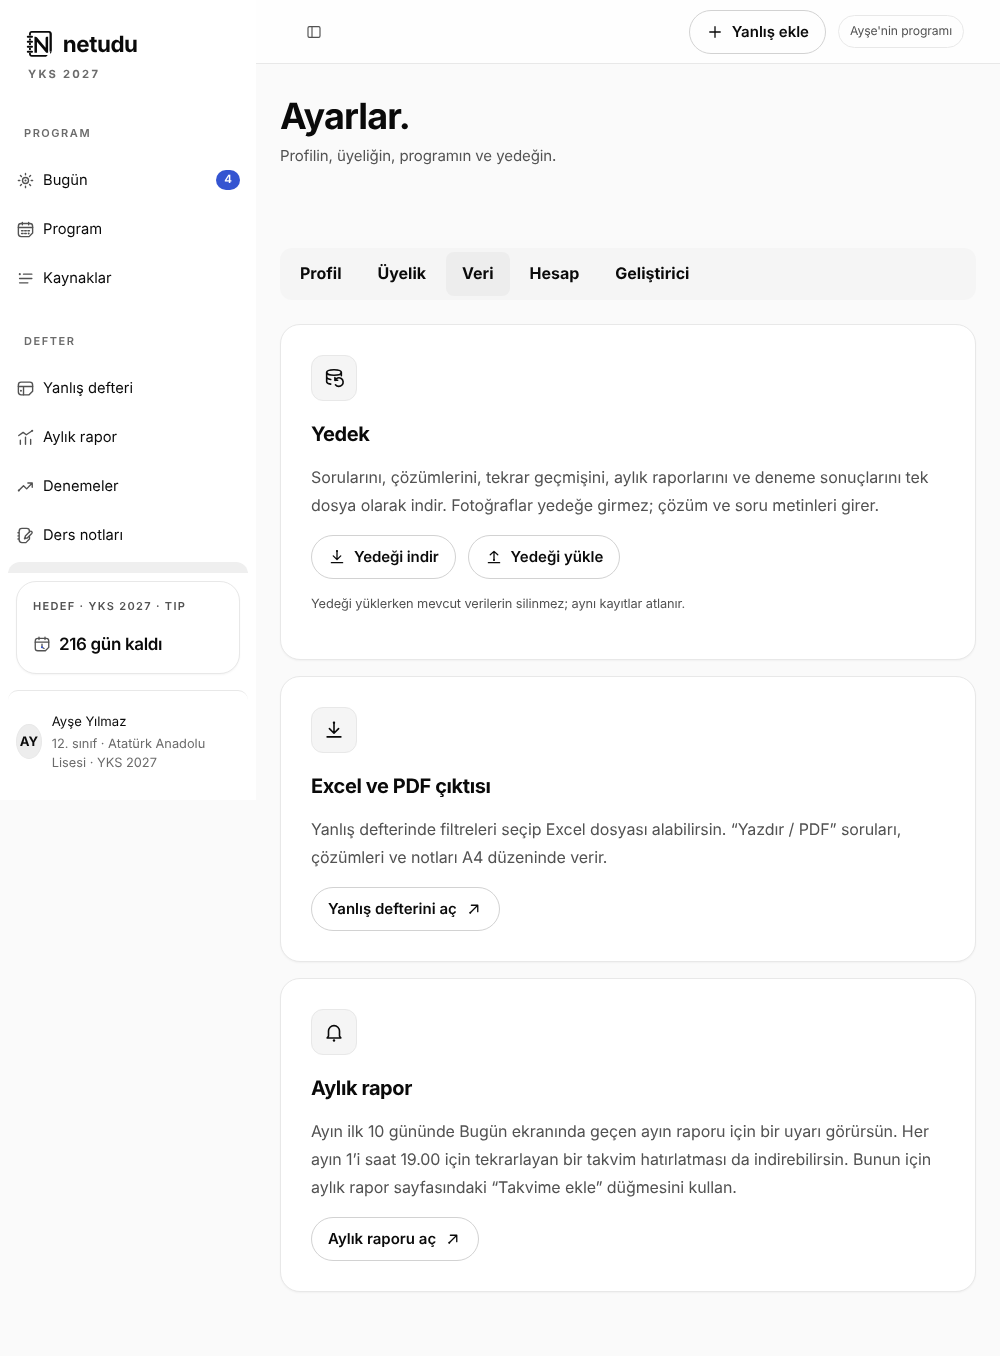 netudu
YKS 2027
PROGRAM
Bugün
4
Program
Kaynaklar
DEFTER
Yanlış defteri
Aylık rapor
Denemeler
Ders notları
HEDEF · YKS 2027 · TIP
216 gün kaldı
AY
Ayşe Yılmaz
12. sınıf · Atatürk Anadolu
Lisesi · YKS 2027
Yanlış ekle
Ayşe'nin programı
Ayarlar.
Profilin, üyeliğin, programın ve yedeğin.
Profil
Üyelik
Veri
Hesap
Geliştirici
Yedek
Sorularını, çözümlerini, tekrar geçmişini, aylık raporlarını ve deneme sonuçlarını tek
dosya olarak indir. Fotoğraflar yedeğe girmez; çözüm ve soru metinleri girer.
Yedeği indir
Yedeği yükle
Yedeği yüklerken mevcut verilerin silinmez; aynı kayıtlar atlanır.
Excel ve PDF çıktısı
Yanlış defterinde filtreleri seçip Excel dosyası alabilirsin. “Yazdır / PDF” soruları,
çözümleri ve notları A4 düzeninde verir.
Yanlış defterini aç
Aylık rapor
Ayın ilk 10 gününde Bugün ekranında geçen ayın raporu için bir uyarı görürsün. Her
ayın 1’i saat 19.00 için tekrarlayan bir takvim hatırlatması da indirebilirsin. Bunun için
aylık rapor sayfasındaki “Takvime ekle” düğmesini kullan.
Aylık raporu aç